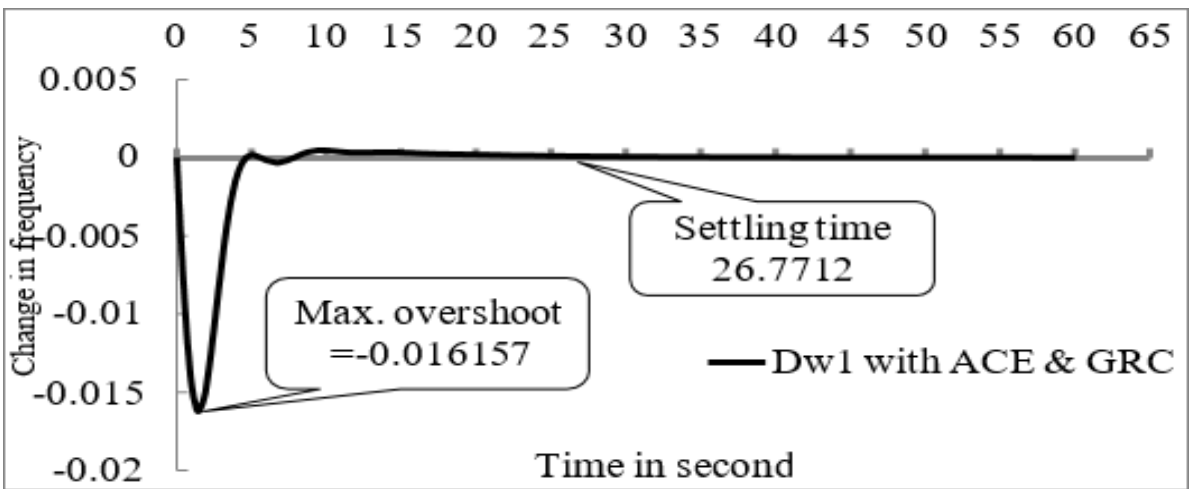 0 5 10 15 20 25 30 35 40 45 50 55 60 65
0.005
0
-0.005
-0.01
-0.015
-0.02
Change in frequency
Settling time
26.7712
Max. overshoot
=-0.016157
Dw1 with ACE & GRC
Time in second